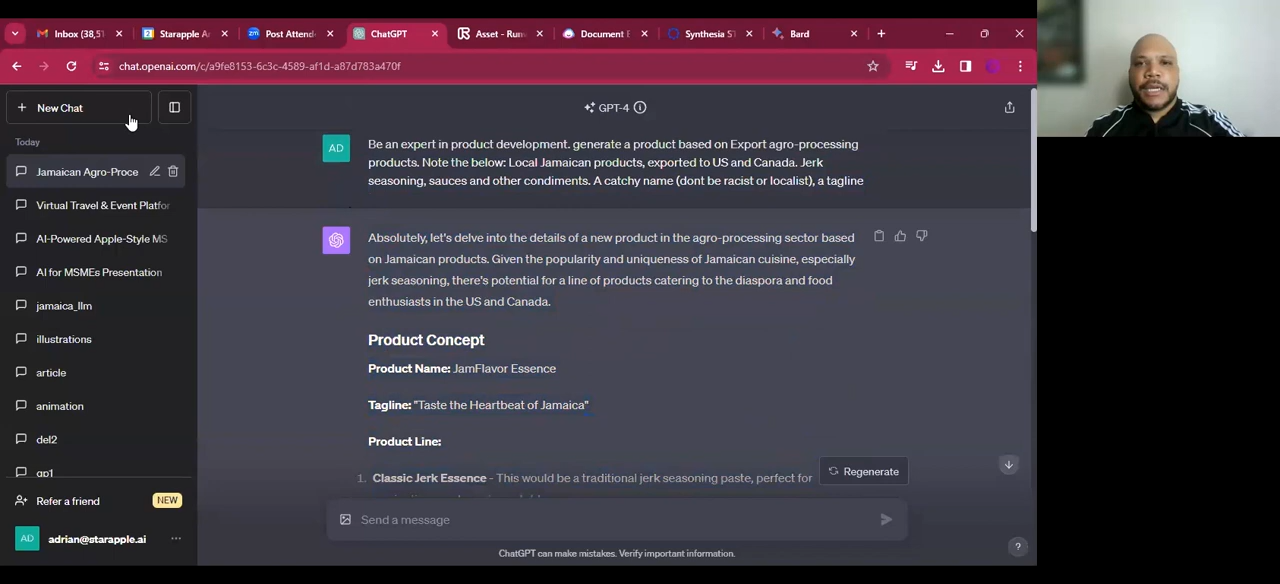 Inbox (38,5
Starapple A
Post Attend
ChatGPT
Asset - Run
Document E
Synthesia ST
Bard
chat.openai.com/c/a9fe8153-6c3c-4589-af1d-a87d783a470f
New Chat
GPT-4
Today
Jamaican Agro-Proce
Virtual Travel & Event Platfor
AI-Powered Apple-Style MS
AI for MSMEs Presentation
jamaica_llm
illustrations
article
animation
del2
gp1
Refer a friend
NEW
AD
adrian@starapple.ai
AD
Be an expert in product development. generate a product based on Export agro-processing
products. Note the below: Local Jamaican products, exported to US and Canada. Jerk
seasoning, sauces and other condiments. A catchy name (dont be racist or localist), a tagline
Absolutely, let's delve into the details of a new product in the agro-processing sector based
on Jamaican products. Given the popularity and uniqueness of Jamaican cuisine, especially
jerk seasoning, there's potential for a line of products catering to the diaspora and food
enthusiasts in the US and Canada.
Product Concept
Product Name: JamFlavor Essence
Tagline: "Taste the Heartbeat of Jamaica"
Product Line:
1. Classic Jerk Essence - This would be a traditional jerk seasoning paste, perfect for
Regenerate
Send a message
ChatGPT can make mistakes. Verify important information.
?